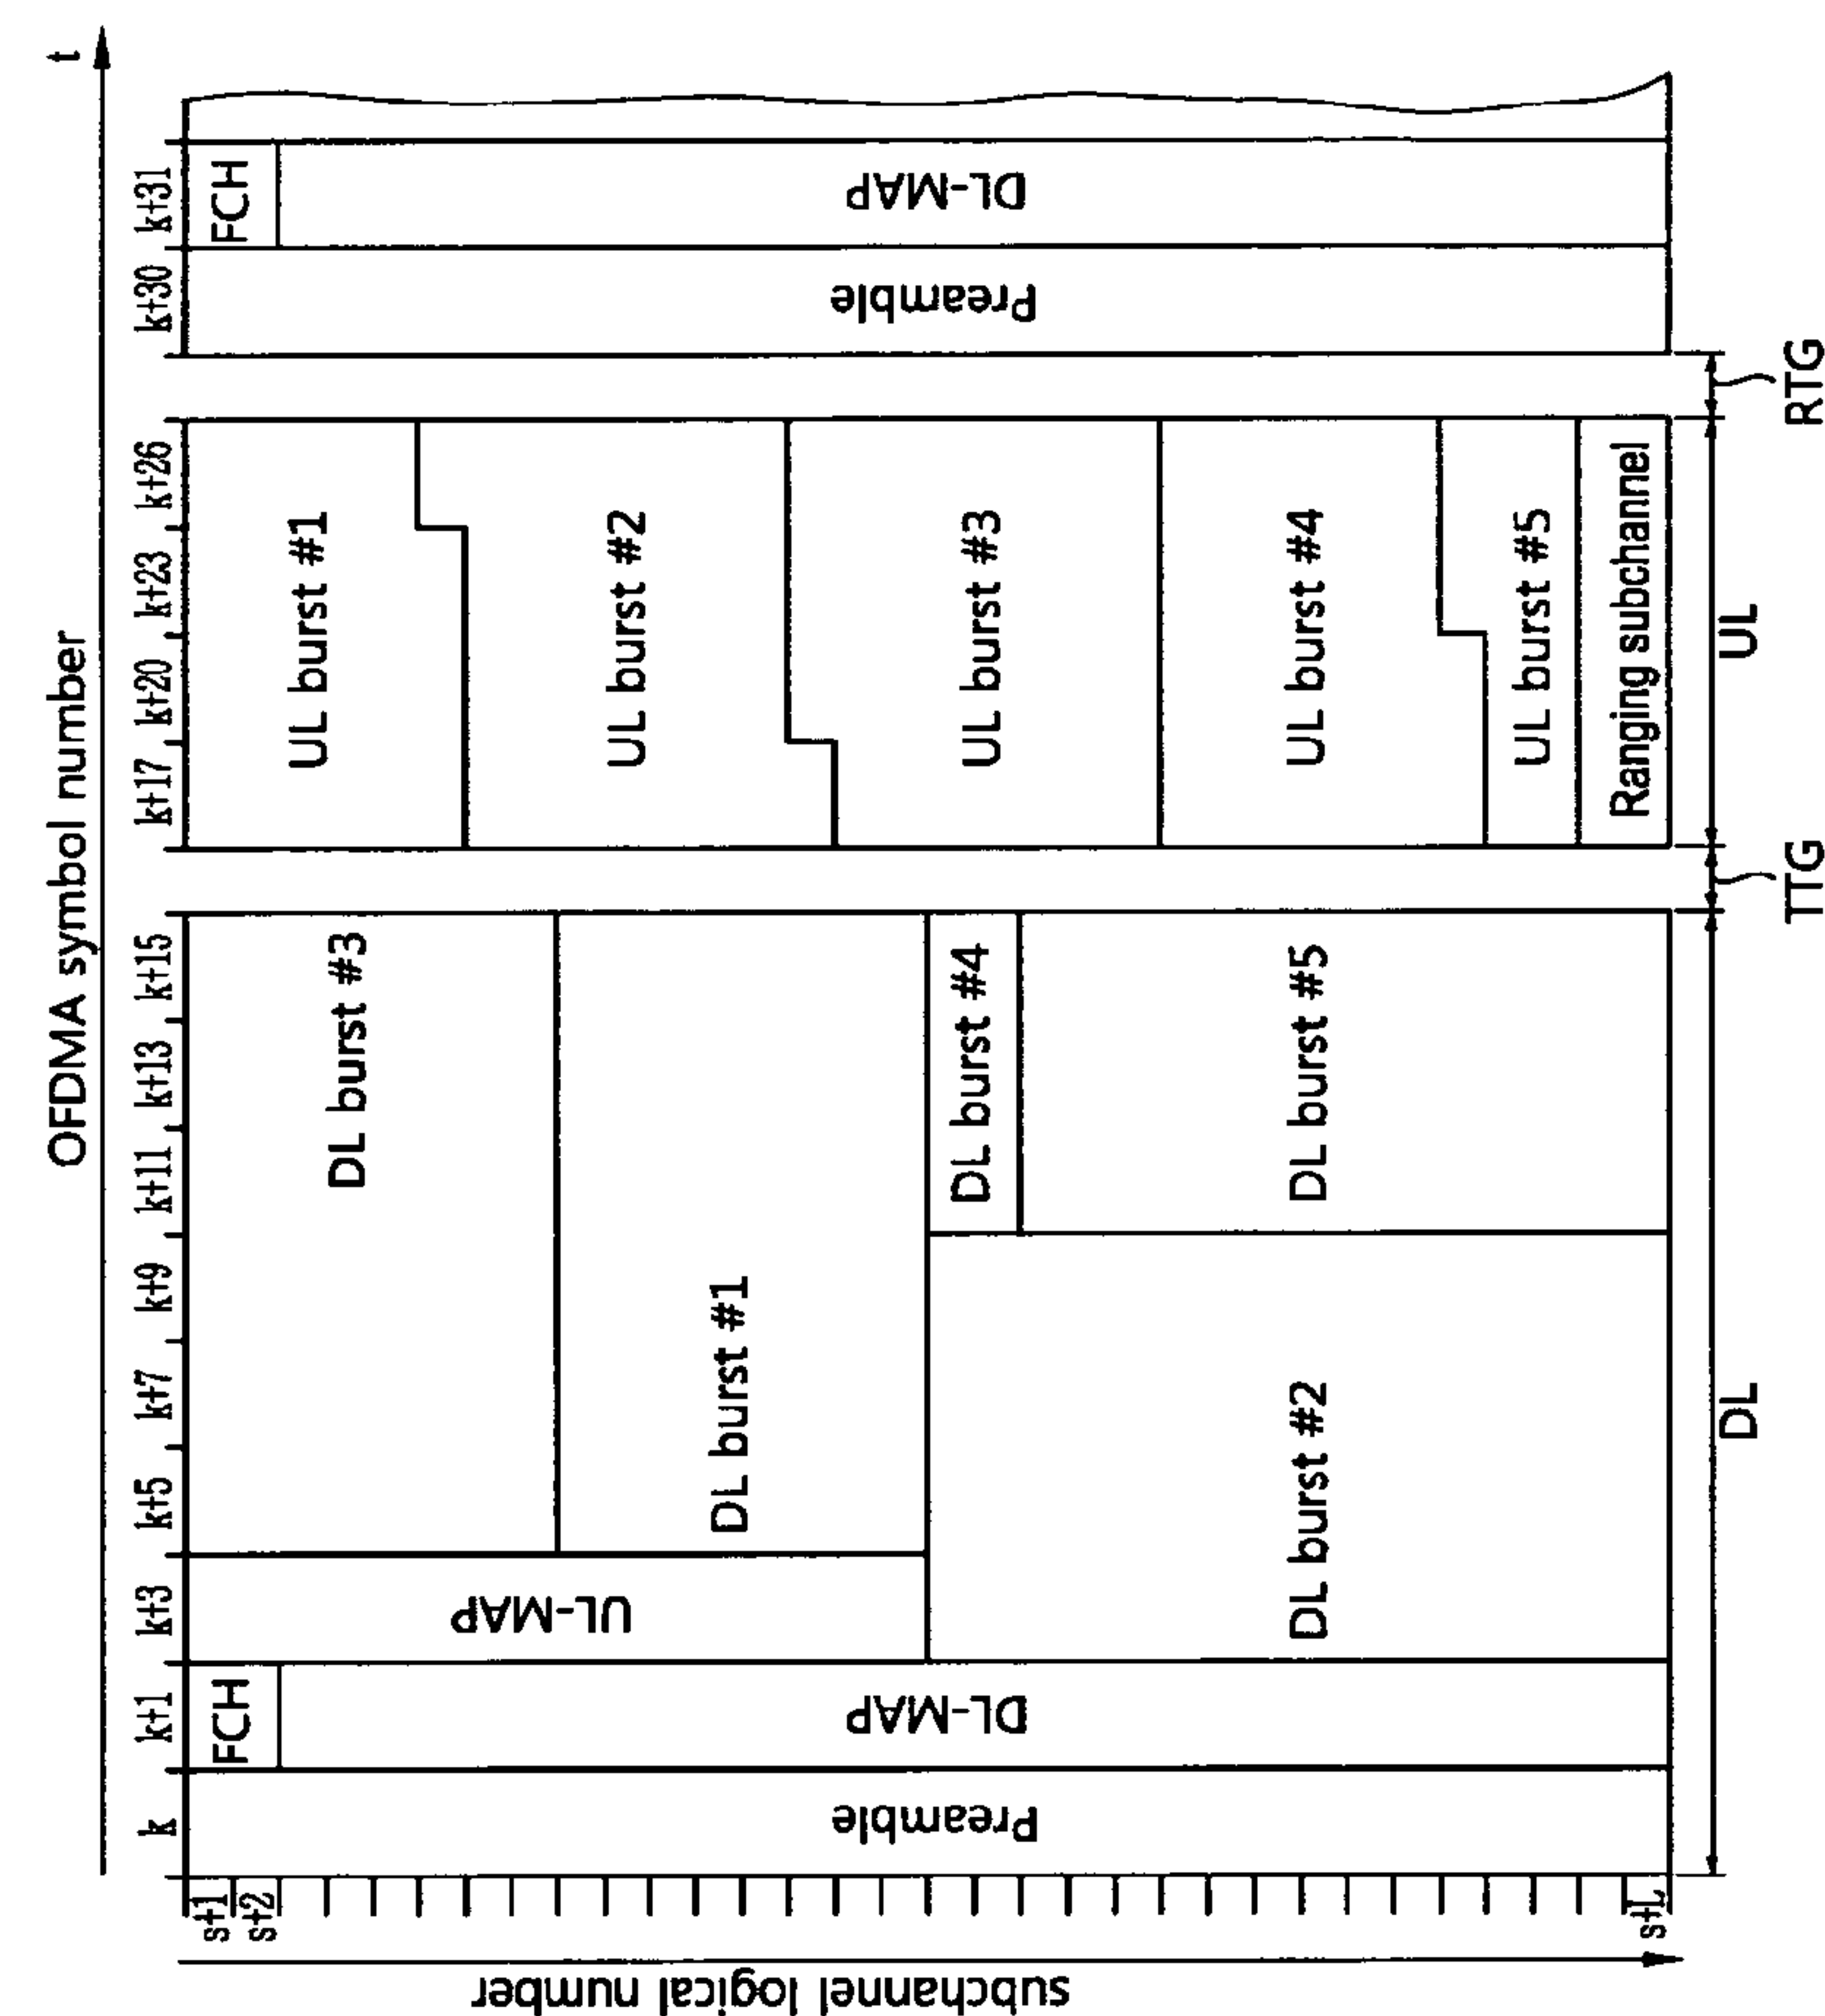 OFDMA symbol number
t
k
k+1
k+3
k+5
k+7
k+9
k+11
k+13
k+15
k+17
k+20
k+23
k+26
k+30
k+31
subchannel logical number
s+1
s+2
s+L
Preamble
FCH
DL-MAP
UL-MAP
DL burst #3
DL burst #1
DL burst #2
DL burst #4
DL burst #5
UL burst #1
UL burst #2
UL burst #3
UL burst #4
UL burst #5
Ranging subchannel
Preamble
FCH
DL-MAP
DL
TTG
UL
RTG